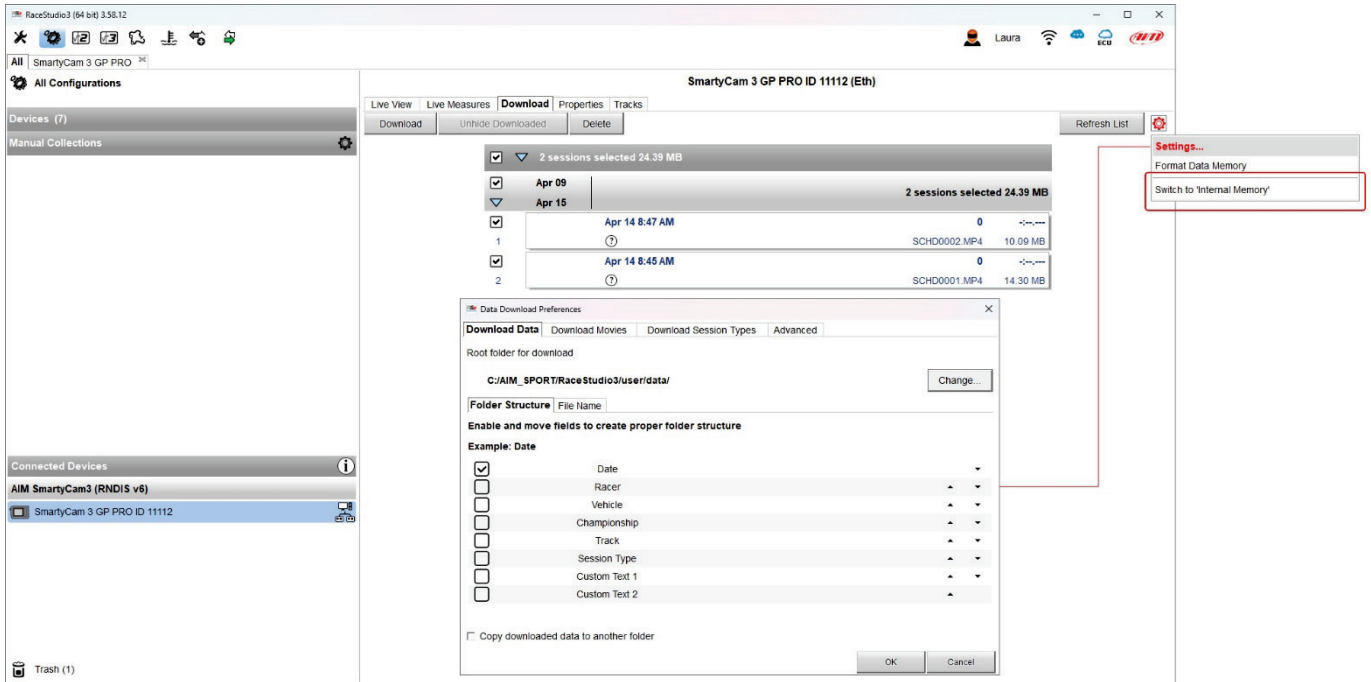 RaceStudio3 (64 bit) 3.58.12
Laura
ECU
AIM
All SmartyCam 3 GP PRO
All Configurations
SmartyCam 3 GP PRO ID 11112 (Eth)
Live View Live Measures Download Properties Tracks
Devices (7)
Download Unhide Downloaded Delete Refresh List
Manual Collections
Settings...
Format Data Memory
Switch to 'Internal Memory'
2 sessions selected 24.39 MB
Apr 09
2 sessions selected 24.39 MB
Apr 15
Apr 14 8:47 AM 0 -:--.---
1 ? SCHD0002.MP4 10.09 MB
Apr 14 8:45 AM 0 -:--.---
2 ? SCHD0001.MP4 14.30 MB
Data Download Preferences
Download Data Download Movies Download Session Types Advanced
Root folder for download
C:/AIM_SPORT/RaceStudio3/user/data/ Change...
Folder Structure File Name
Enable and move fields to create proper folder structure
Example: Date
Date
Racer
Vehicle
Championship
Track
Session Type
Custom Text 1
Custom Text 2
Copy downloaded data to another folder
OK Cancel
Connected Devices
AIM SmartyCam3 (RNDIS v6)
SmartyCam 3 GP PRO ID 11112
Trash (1)